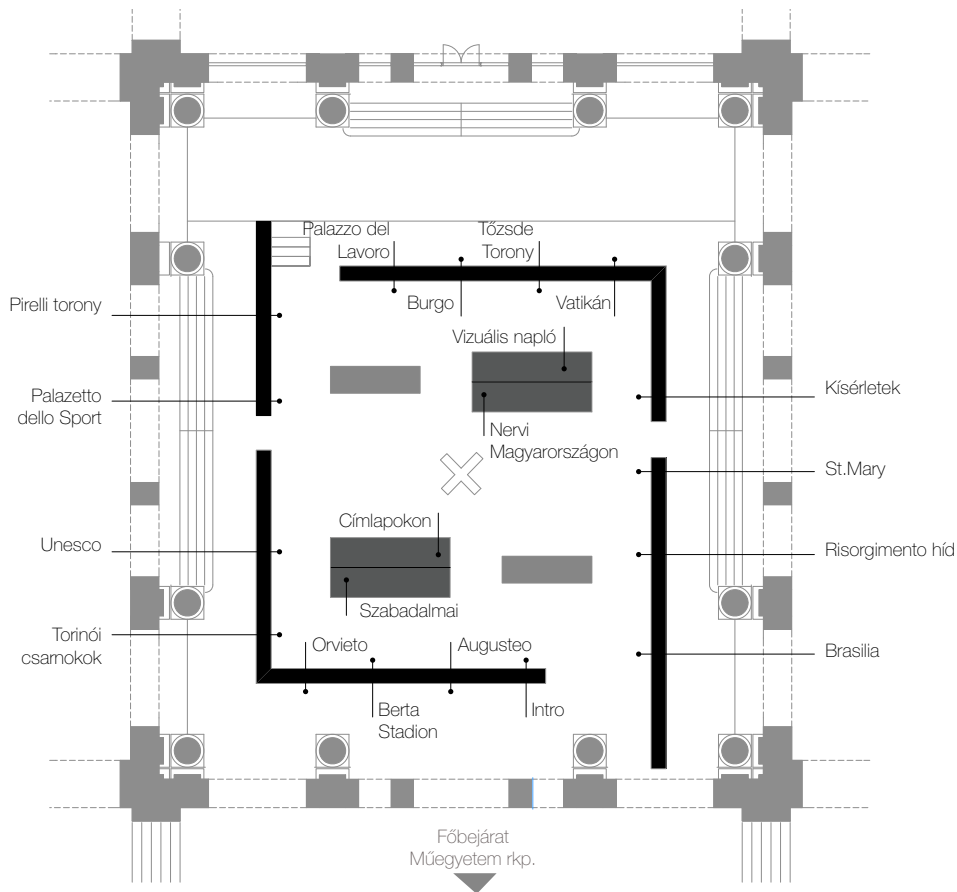 Palazzo del
Lavoro
Tőzsde
Torony
Burgo
Vatikán
Pirelli torony
Vizuális napló
Palazetto
dello Sport
Kísérletek
Nervi
Magyarországon
St.Mary
Címlapokon
Unesco
Risorgimento híd
Szabadalmai
Torinói
csarnokok
Orvieto
Augusteo
Brasilia
Berta
Stadion
Intro
Főbejárat
Műegyetem rkp.